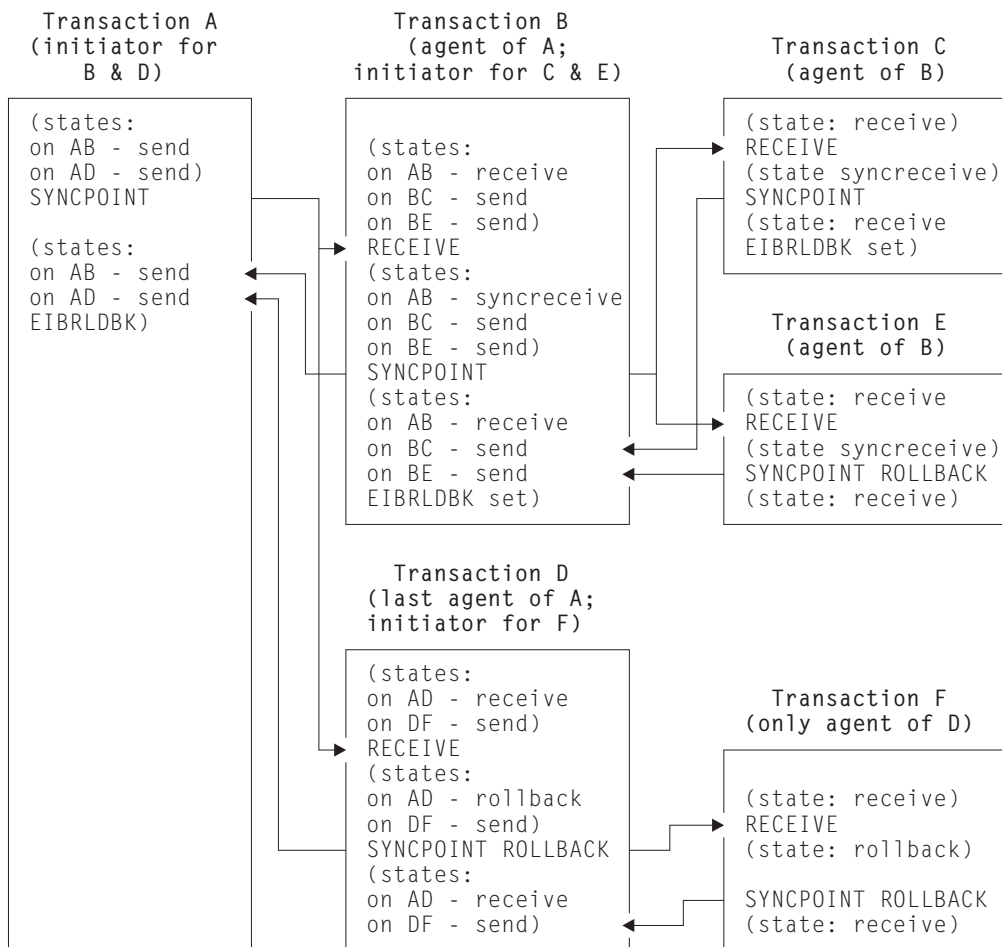 Transaction A
(initiator for
B & D)
(states:
on AB - send
on AD - send)
SYNCPOINT
(states:
on AB - send
on AD - send
EIBRLDBK)
Transaction B
(agent of A;
initiator for C & E)
(states:
on AB - receive
on BC - send
on BE - send)
RECEIVE
(states:
on AB - syncreceive
on BC - send
on BE - send)
SYNCPOINT
(states:
on AB - receive
on BC - send
on BE - send
EIBRLDBK set)
Transaction C
(agent of B)
(state: receive)
RECEIVE
(state syncreceive)
SYNCPOINT
(state: receive
EIBRLDBK set)
Transaction E
(agent of B)
(state: receive
RECEIVE
(state syncreceive)
SYNCPOINT ROLLBACK
(state: receive)
Transaction D
(last agent of A;
initiator for F)
(states:
on AD - receive
on DF - send)
RECEIVE
(states:
on AD - rollback
on DF - send)
SYNCPOINT ROLLBACK
(states:
on AD - receive
on DF - send)
Transaction F
(only agent of D)
(state: receive)
RECEIVE
(state: rollback)
SYNCPOINT ROLLBACK
(state: receive)